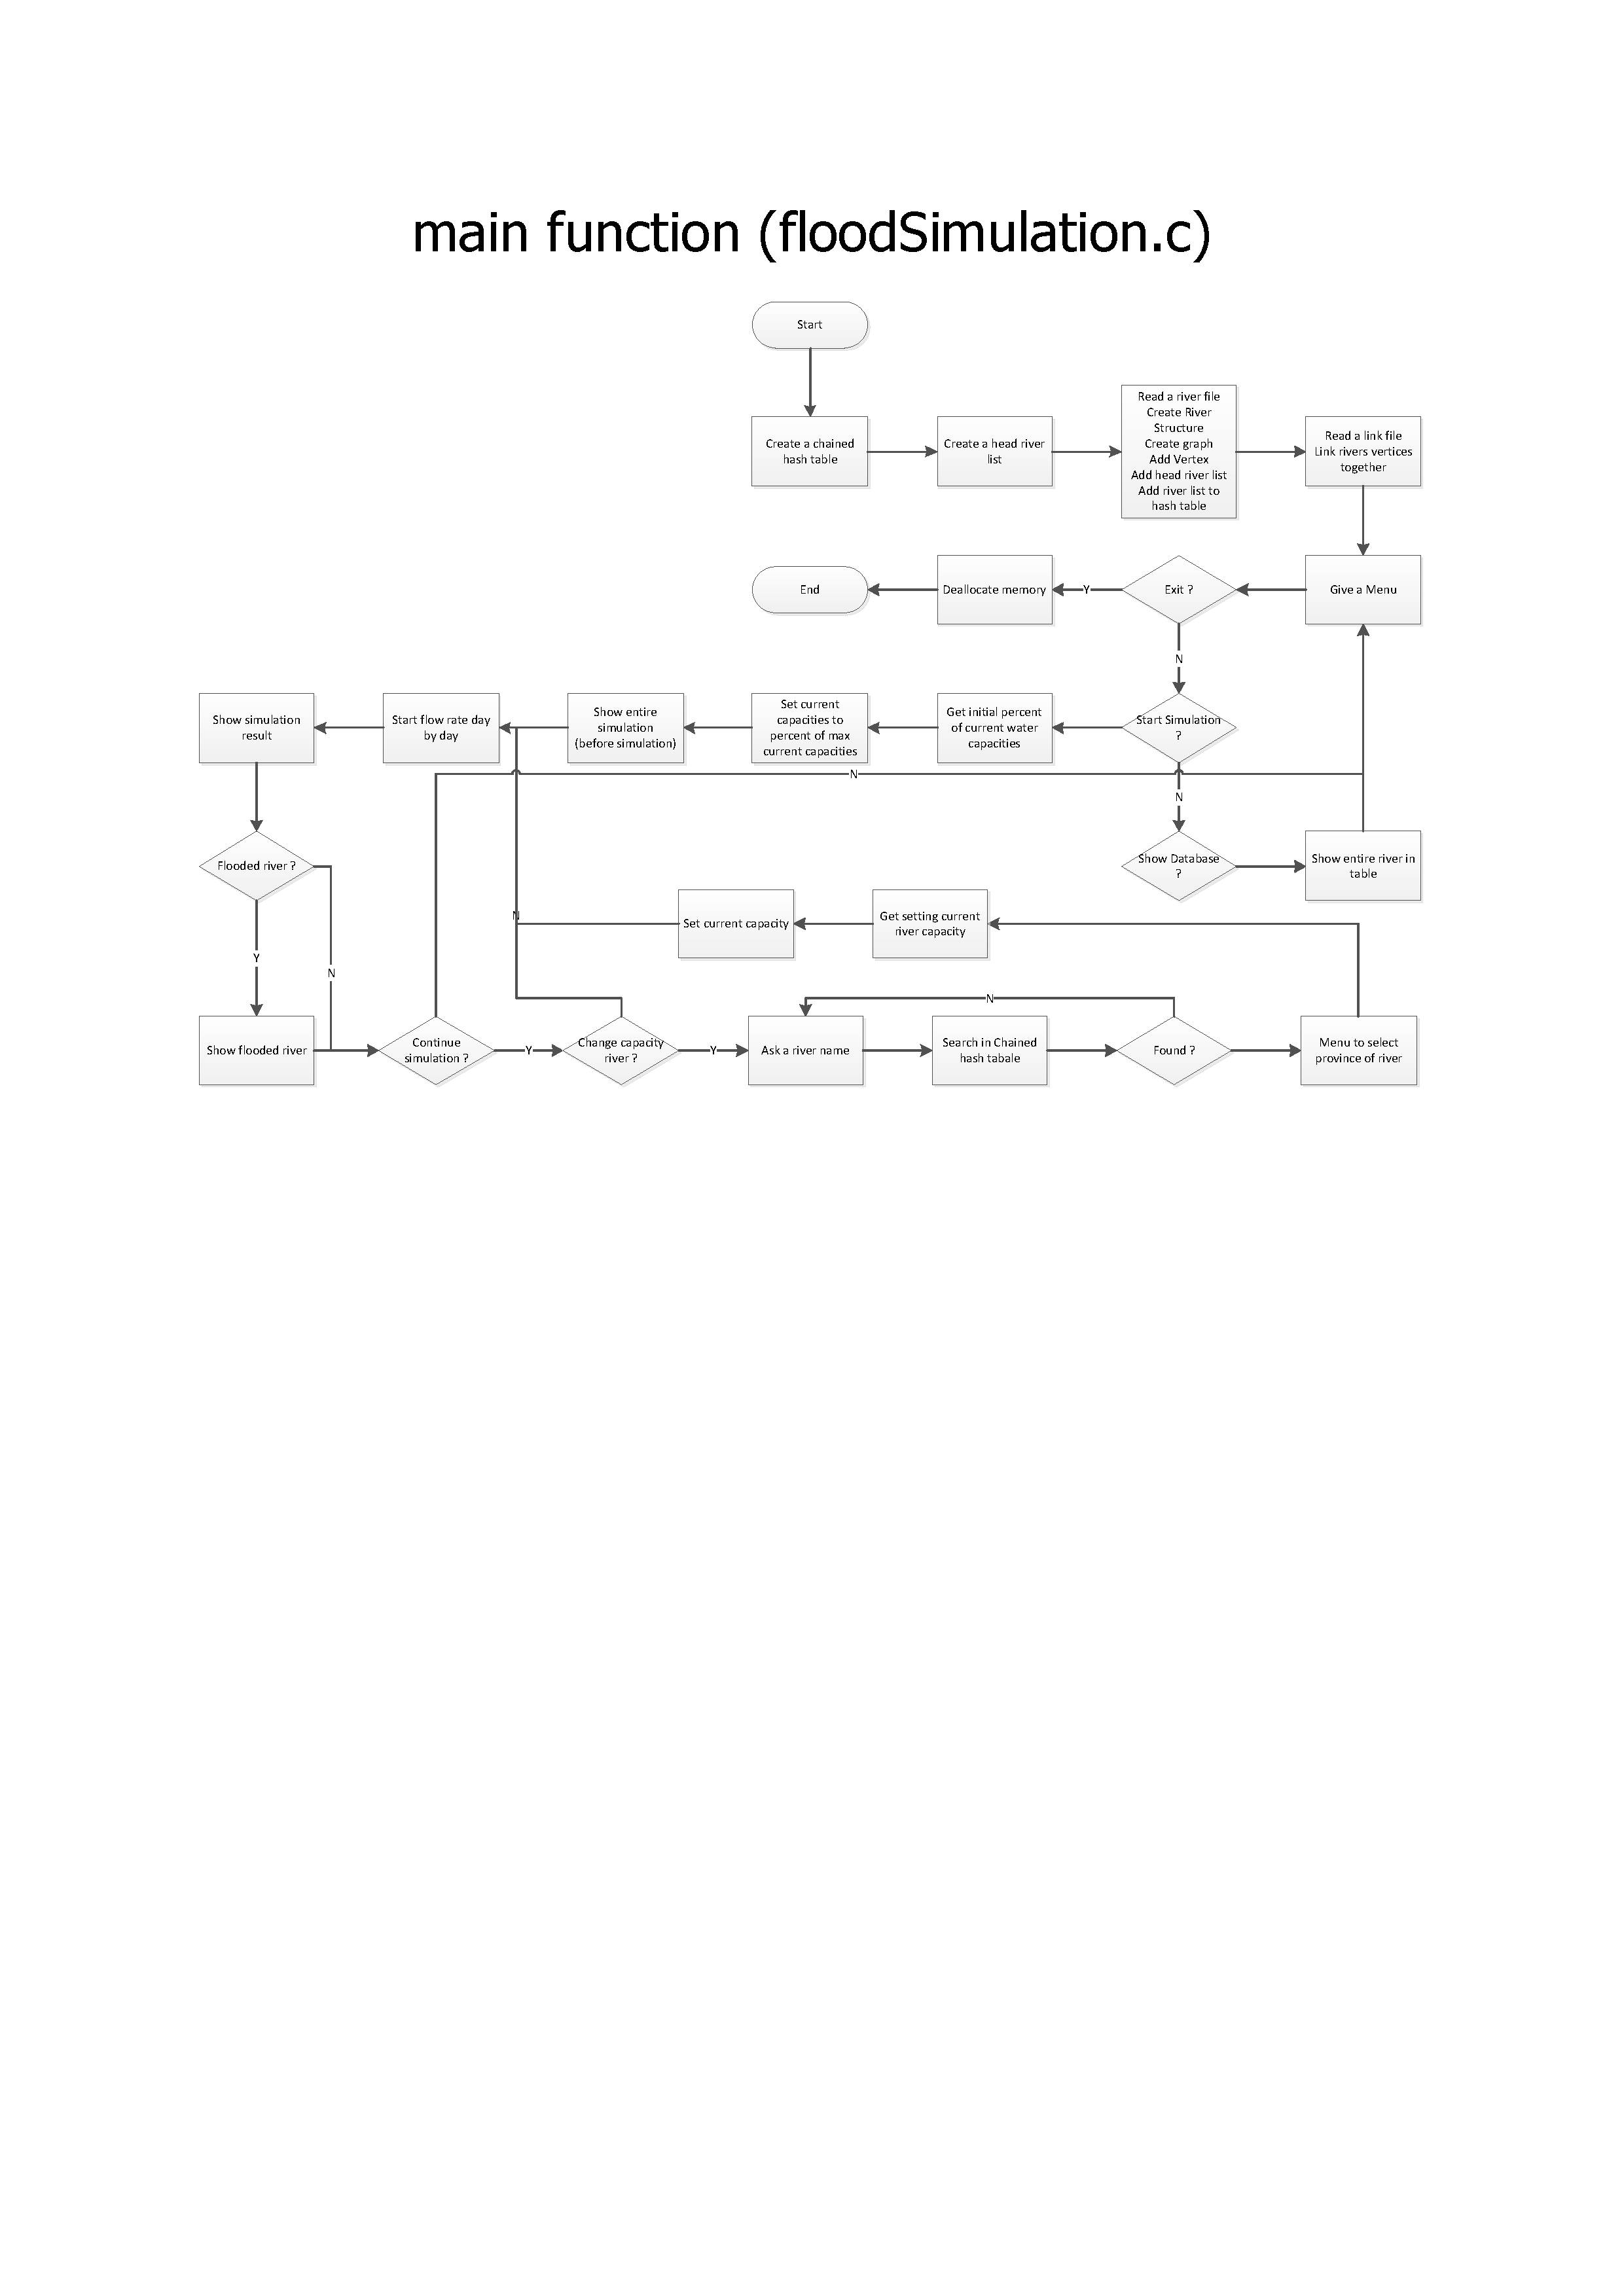 main function (floodSimulation.c)
Start
Create a chained
hash table
Create a head river
list
Read a river file
Create River
Structure
Create graph
Add Vertex
Add head river list
Add river list to
hash table
Read a link file
Link rivers vertices
together
End
Deallocate memory
Y
Exit ?
Give a Menu
N
Show simulation
result
Start flow rate day
by day
Show entire
simulation
(before simulation)
Set current
capacities to
percent of max
current capacities
Get initial percent
of current water
capacities
Start Simulation
?
N
N
Flooded river ?
Show Database
?
Show entire river in
table
N
Set current capacity
Get setting current
river capacity
Y
N
N
Show flooded river
Continue
simulation ?
Y
Change capacity
river ?
Y
Ask a river name
Search in Chained
hash tabale
Found ?
Menu to select
province of river